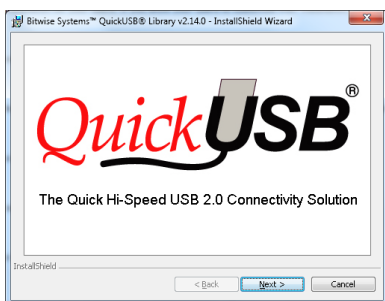 Bitwise Systems™ QuickUSB® Library v2.14.0 - InstallShield Wizard
QuickUSB®
The Quick Hi-Speed USB 2.0 Connectivity Solution
InstallShield
< Back Next > Cancel